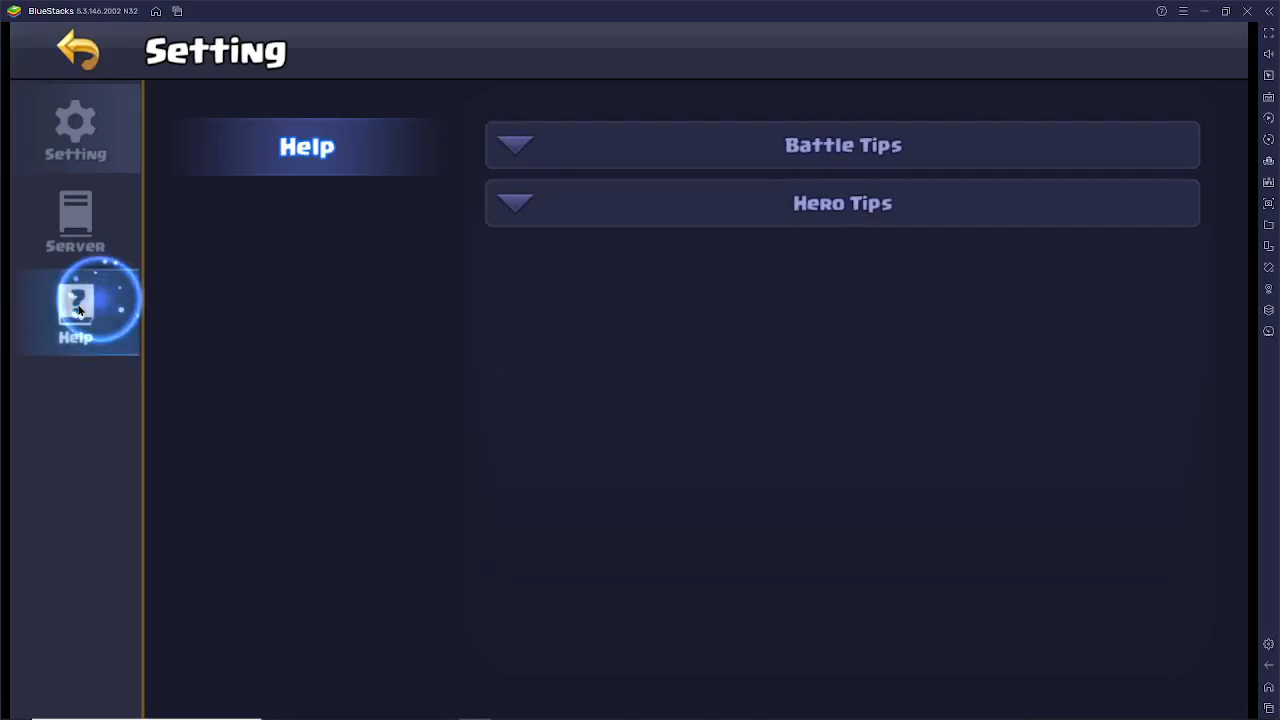 BlueStacks 5.3.146.2002 N32
Setting
Setting
Server
Help
Help
Battle Tips
Hero Tips